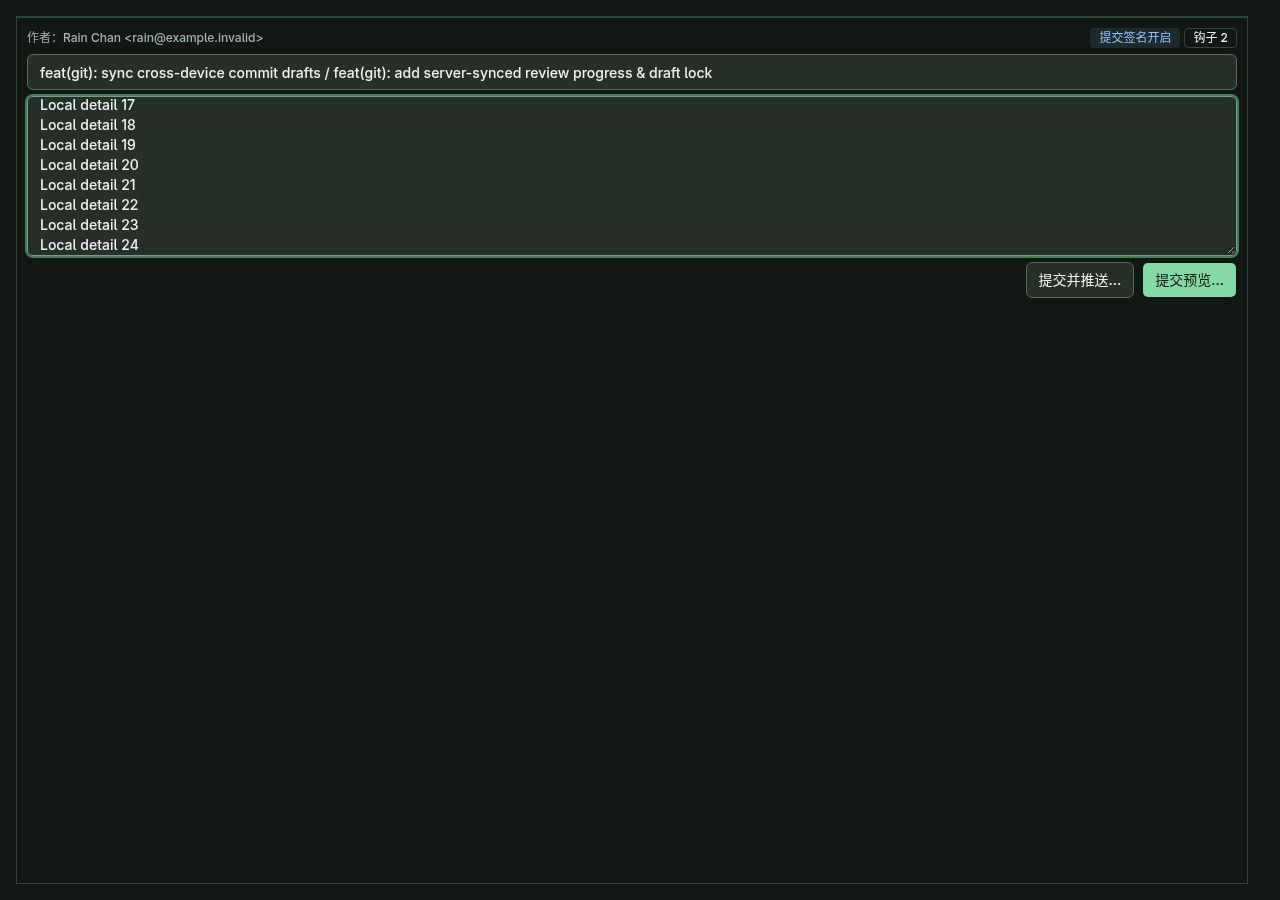 作者：Rain Chan <rain@example.invalid>
提交签名开启
钩子 2
feat(git): sync cross-device commit drafts / feat(git): add server-synced review progress & draft lock
Local detail 17
Local detail 18
Local detail 19
Local detail 20
Local detail 21
Local detail 22
Local detail 23
Local detail 24
提交并推送...
提交预览...